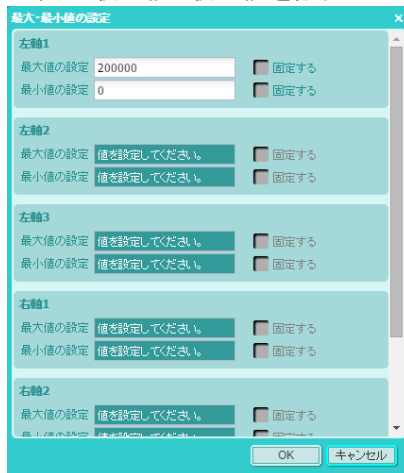 最大・最小値の設定 ×
左軸1
最大値の設定 200000 固定する
最小値の設定 0 固定する
左軸2
最大値の設定 値を設定してください。 固定する
最小値の設定 値を設定してください。 固定する
左軸3
最大値の設定 値を設定してください。 固定する
最小値の設定 値を設定してください。 固定する
右軸1
最大値の設定 値を設定してください。 固定する
最小値の設定 値を設定してください。 固定する
右軸2
最大値の設定 値を設定してください。 固定する
OK キャンセル